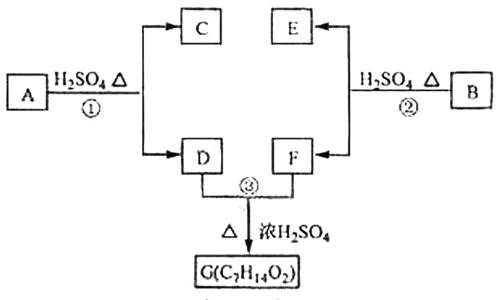 C
E
A
H₂SO₄ △
①
H₂SO₄ △
②
B
D
F
③
△
浓H₂SO₄
G(C₇H₁₄O₂)